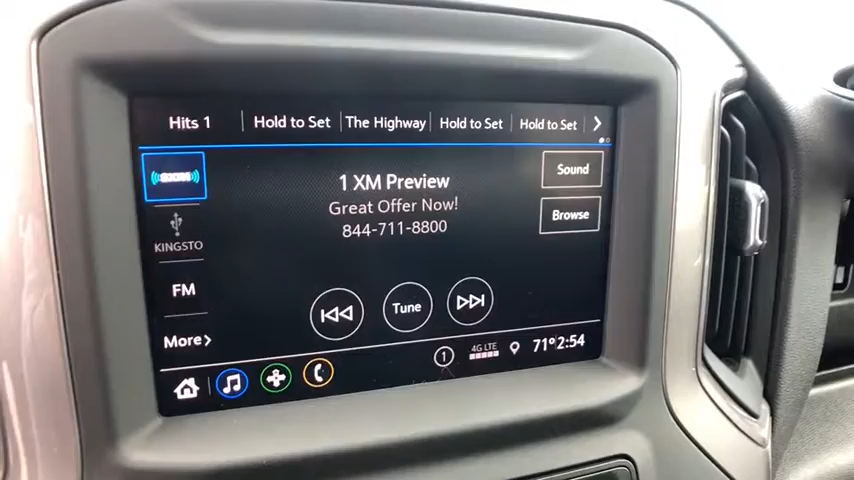 Hits 1 Hold to Set The Highway Hold to Set Hold to Set
1 XM Preview
Great Offer Now!
844-711-8800
Sound
Browse
KINGSTO
FM
More
Tune
1 4G LTE 71° 2:54